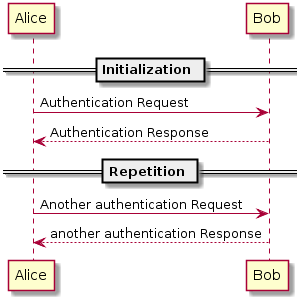 Alice Bob
Initialization
Authentication Request
Authentication Response
Repetition
Another authentication Request
another authentication Response
Alice Bob